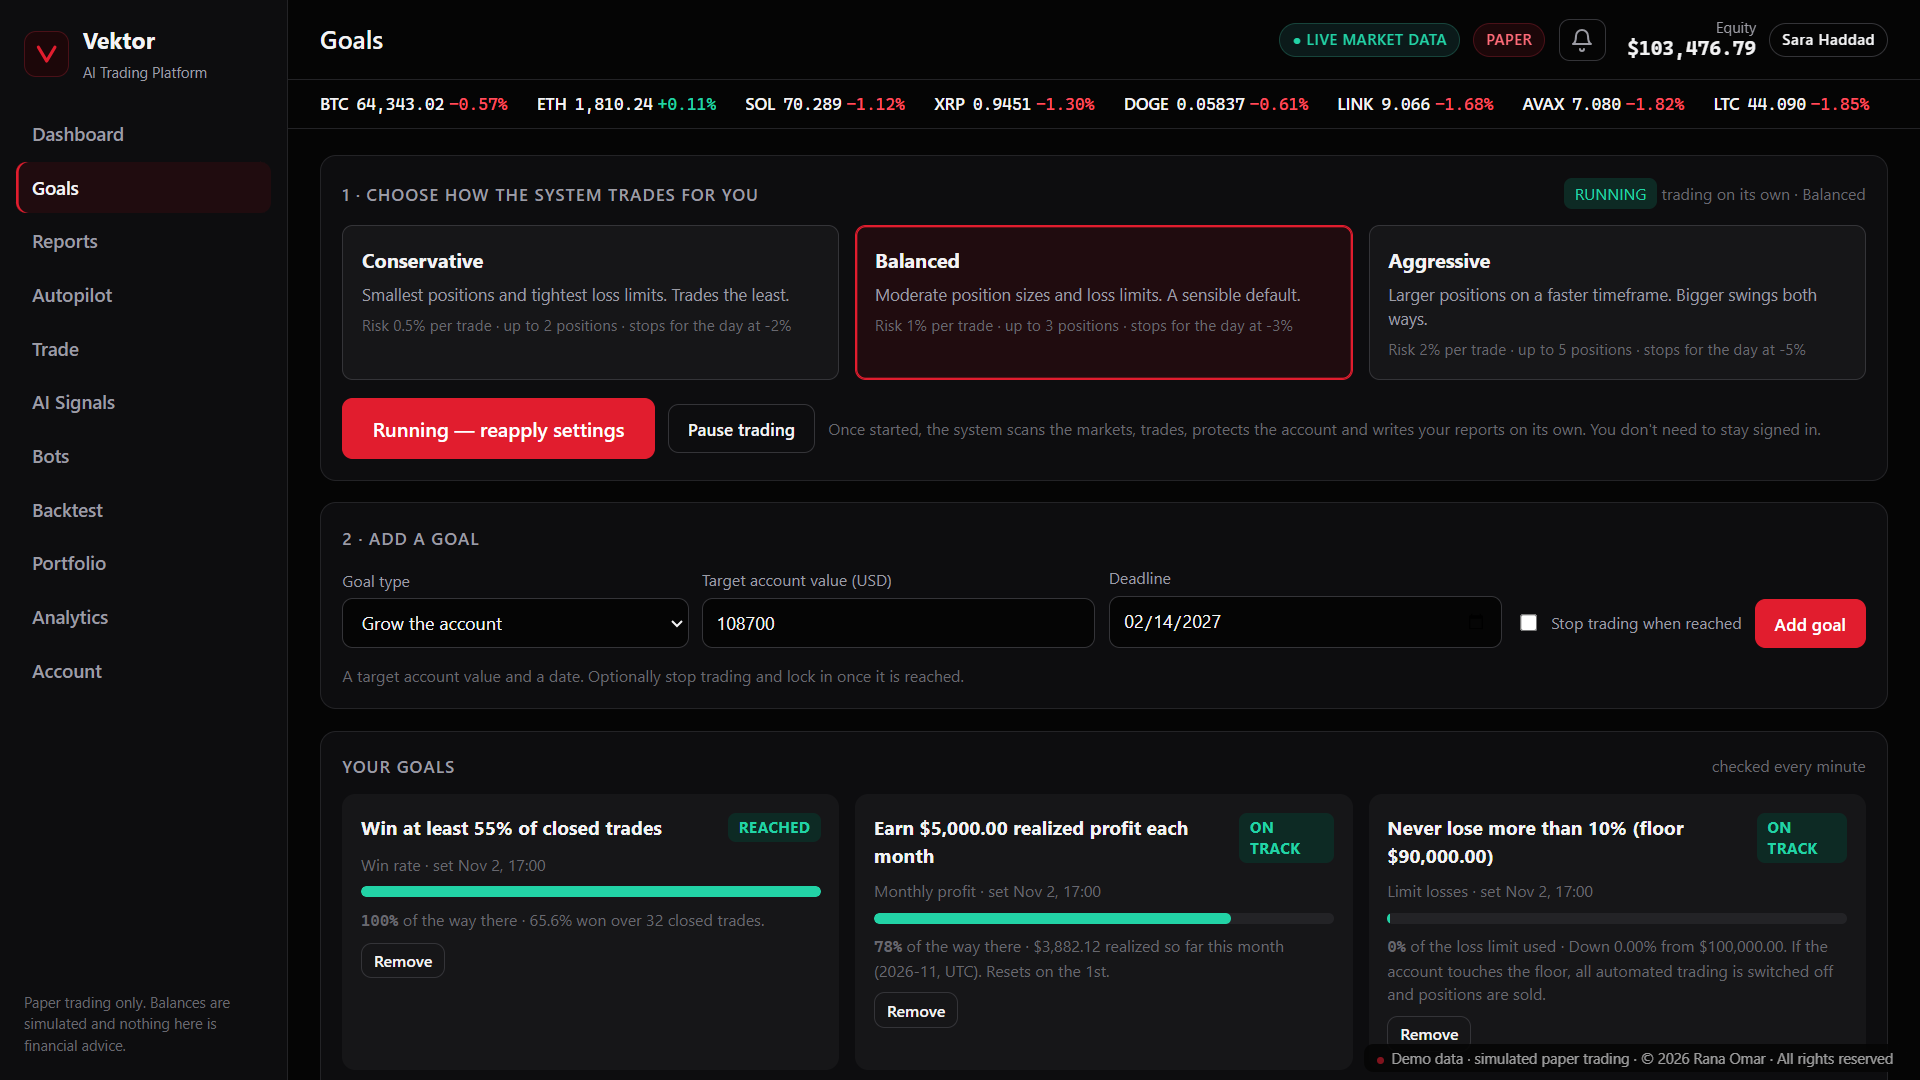 Vektor
AI Trading Platform
Dashboard
Goals
Reports
Autopilot
Trade
AI Signals
Bots
Backtest
Portfolio
Analytics
Account
Paper trading only. Balances are
simulated and nothing here is
financial advice.
Goals
● LIVE MARKET DATA
PAPER
Equity
$103,476.79
Sara Haddad
BTC 64,343.02 −0.57% ETH 1,810.24 +0.11% SOL 70.289 −1.12% XRP 0.9451 −1.30% DOGE 0.05837 −0.61% LINK 9.066 −1.68% AVAX 7.080 −1.82% LTC 44.090 −1.85%
1 · CHOOSE HOW THE SYSTEM TRADES FOR YOU
RUNNING trading on its own · Balanced
Conservative
Smallest positions and tightest loss limits. Trades the least.
Risk 0.5% per trade · up to 2 positions · stops for the day at -2%
Balanced
Moderate position sizes and loss limits. A sensible default.
Risk 1% per trade · up to 3 positions · stops for the day at -3%
Aggressive
Larger positions on a faster timeframe. Bigger swings both
ways.
Risk 2% per trade · up to 5 positions · stops for the day at -5%
Running — reapply settings
Pause trading
Once started, the system scans the markets, trades, protects the account and writes your reports on its own. You don't need to stay signed in.
2 · ADD A GOAL
Goal type
Grow the account
Target account value (USD)
108700
Deadline
02/14/2027
Stop trading when reached
Add goal
A target account value and a date. Optionally stop trading and lock in once it is reached.
YOUR GOALS
checked every minute
Win at least 55% of closed trades
REACHED
Win rate · set Nov 2, 17:00
100% of the way there · 65.6% won over 32 closed trades.
Remove
Earn $5,000.00 realized profit each
month
ON
TRACK
Monthly profit · set Nov 2, 17:00
78% of the way there · $3,882.12 realized so far this month
(2026-11, UTC). Resets on the 1st.
Remove
Never lose more than 10% (floor
$90,000.00)
ON
TRACK
Limit losses · set Nov 2, 17:00
0% of the loss limit used · Down 0.00% from $100,000.00. If the
account touches the floor, all automated trading is switched off
and positions are sold.
Remove
Demo data · simulated paper trading · © 2026 Rana Omar · All rights reserved